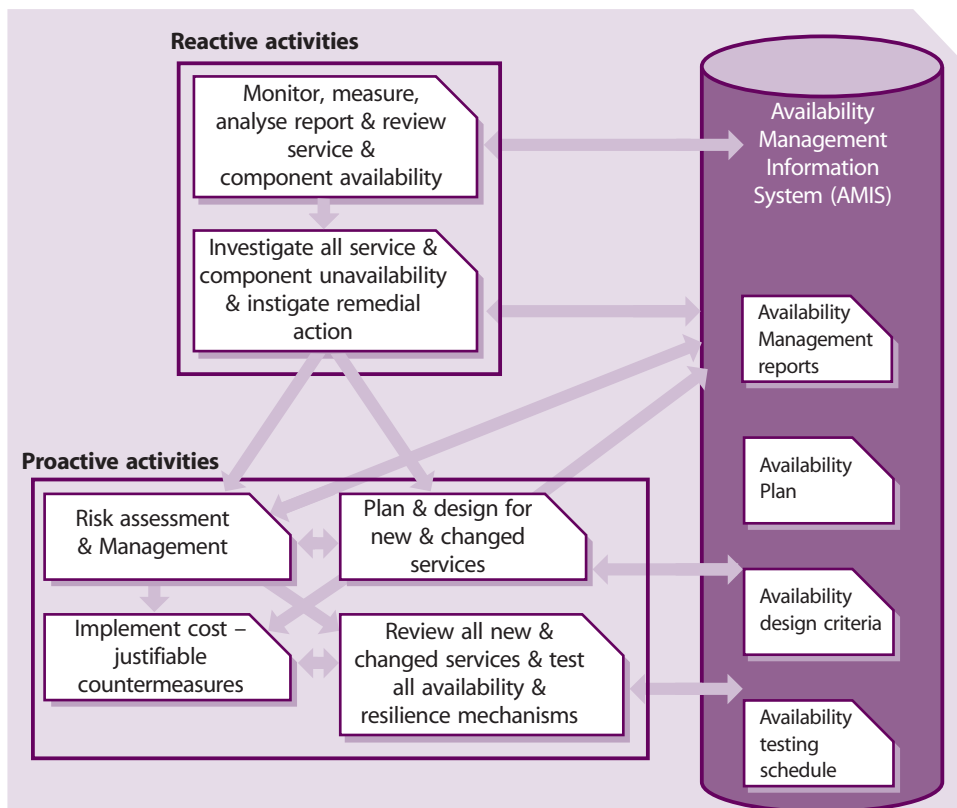 Reactive activities
Monitor, measure,
analyse report & review
service &
component availability
Investigate all service &
component unavailability
& instigate remedial
action
Proactive activities
Risk assessment
& Management
Plan & design for
new & changed
services
Implement cost –
justifiable
countermeasures
Review all new &
changed services & test
all availability &
resilience mechanisms
Availability
Management
Information
System (AMIS)
Availability
Management
reports
Availability
Plan
Availability
design criteria
Availability
testing
schedule